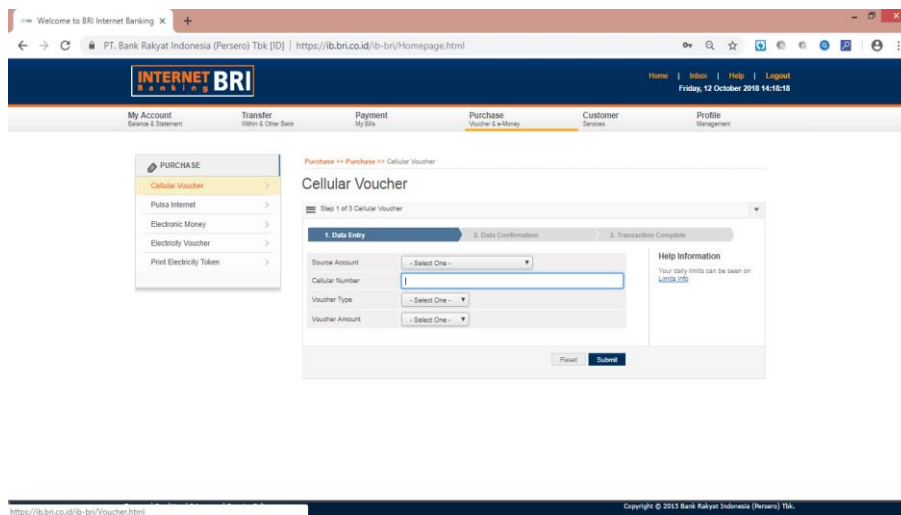 Welcome to BRI Internet Banking
PT. Bank Rakyat Indonesia (Persero) Tbk [ID] | https://ib.bri.co.id/ib-bri/Homepage.html
INTERNET BRI
Banking
Home | Inbox | Help | Logout
Friday, 12 October 2018 14:18:18
My Account Transfer Payment Purchase Customer Profile
Balance & Statement Within & Other Bank My Bills Voucher & e-Money Services Management
PURCHASE
Cellular Voucher
Pulsa Internet
Electronic Money
Electricity Voucher
Print Electricity Token
Purchase >> Purchase >> Cellular Voucher
Cellular Voucher
Step 1 of 3 Cellular Voucher
1. Data Entry 2. Data Confirmation 3. Transaction Complete
Source Account - Select One -
Cellular Number
Voucher Type - Select One -
Voucher Amount - Select One -
Help Information
Your daily limits can be seen on
Limits Info
Reset Submit
https://ib.bri.co.id/ib-bri/Voucher.html
Copyright © 2015 Bank Rakyat Indonesia (Persero) Tbk.